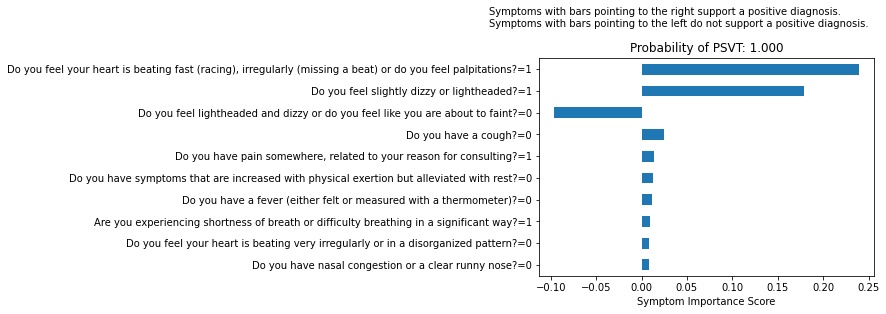 Symptoms with bars pointing to the right support a positive diagnosis.
Symptoms with bars pointing to the left do not support a positive diagnosis.
Probability of PSVT: 1.000
Do you feel your heart is beating fast (racing), irregularly (missing a beat) or do you feel palpitations?=1
Do you feel slightly dizzy or lightheaded?=1
Do you feel lightheaded and dizzy or do you feel like you are about to faint?=0
Do you have a cough?=0
Do you have pain somewhere, related to your reason for consulting?=1
Do you have symptoms that are increased with physical exertion but alleviated with rest?=0
Do you have a fever (either felt or measured with a thermometer)?=0
Are you experiencing shortness of breath or difficulty breathing in a significant way?=1
Do you feel your heart is beating very irregularly or in a disorganized pattern?=0
Do you have nasal congestion or a clear runny nose?=0
−0.10 −0.05 0.00 0.05 0.10 0.15 0.20 0.25
Symptom Importance Score